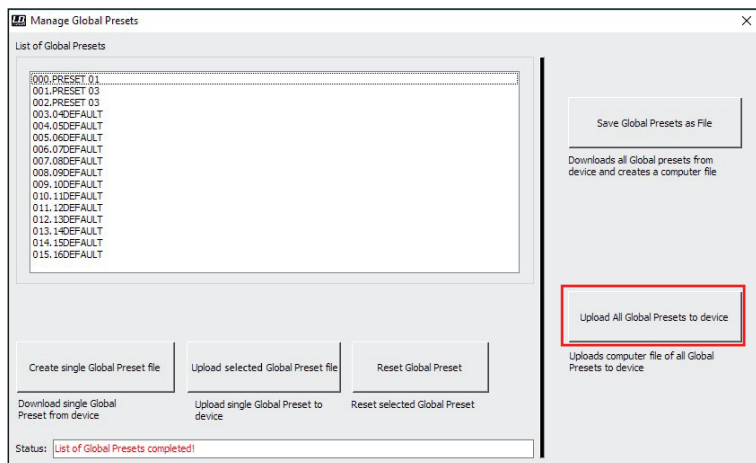 LD
Manage Global Presets
List of Global Presets
000.PRESET 01
001.PRESET 03
002.PRESET 03
003.04DEFAULT
004.05DEFAULT
005.06DEFAULT
006.07DEFAULT
007.08DEFAULT
008.09DEFAULT
009.10DEFAULT
010.11DEFAULT
011.12DEFAULT
012.13DEFAULT
013.14DEFAULT
014.15DEFAULT
015.16DEFAULT
Save Global Presets as File
Downloads all Global presets from
device and creates a computer file
Upload All Global Presets to device
Uploads computer file of all Global
Presets to device
Create single Global Preset file
Download single Global
Preset from device
Upload selected Global Preset file
Upload single Global Preset to
device
Reset Global Preset
Reset selected Global Preset
Status: List of Global Presets completed!